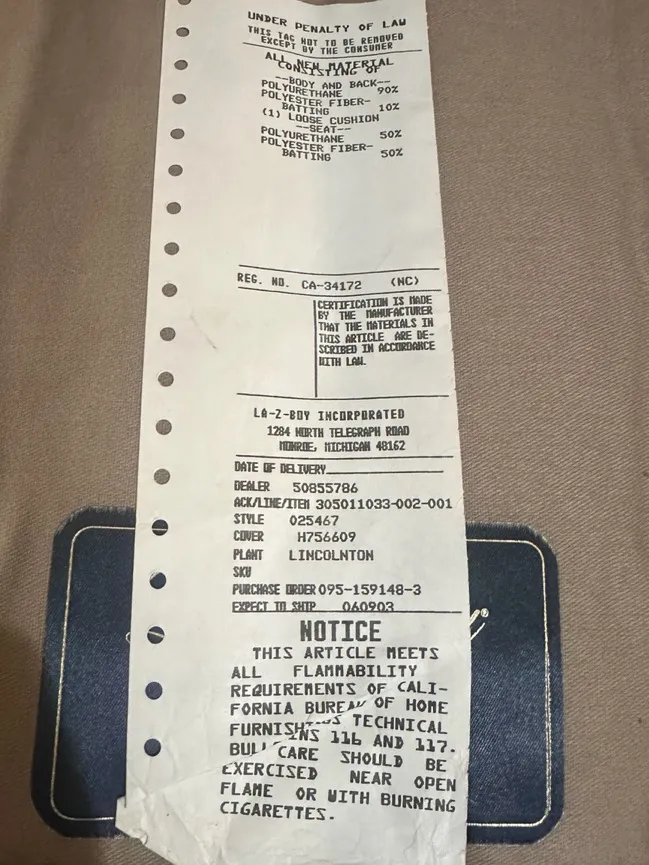 UNDER PENALTY OF LAW
THIS TAG NOT TO BE REMOVED
EXCEPT BY THE CONSUMER
ALL NEW MATERIAL
CONSISTING OF
--BODY AND BACK--
POLYURETHANE 90%
POLYESTER FIBER-
BATTING 10%
(1) LOOSE CUSHION
--SEAT--
POLYURETHANE 50%
POLYESTER FIBER-
BATTING 50%
REG. NO. CA-34172 (NC)
CERTIFICATION IS MADE
BY THE MANUFACTURER
THAT THE MATERIALS IN
THIS ARTICLE ARE DE-
SCRIBED IN ACCORDANCE
WITH LAW.
LA-Z-BOY INCORPORATED
1284 NORTH TELEGRAPH ROAD
MONROE, MICHIGAN 48162
DATE OF DELIVERY
DEALER 50855786
ACK/LINE/ITEM 305011033-002-001
STYLE 025467
COVER H756609
PLANT LINCOLNTON
SKU
PURCHASE ORDER 095-159148-3
EXPECT TO SHIP 060903
NOTICE
THIS ARTICLE MEETS
ALL FLAMMABILITY
REQUIREMENTS OF CALI-
FORNIA BUREAU OF HOME
TECHNICAL
116 AND 117.
CARE SHOULD BE
EXERCISED NEAR OPEN
FLAME OR WITH BURNING
CIGARETTES.